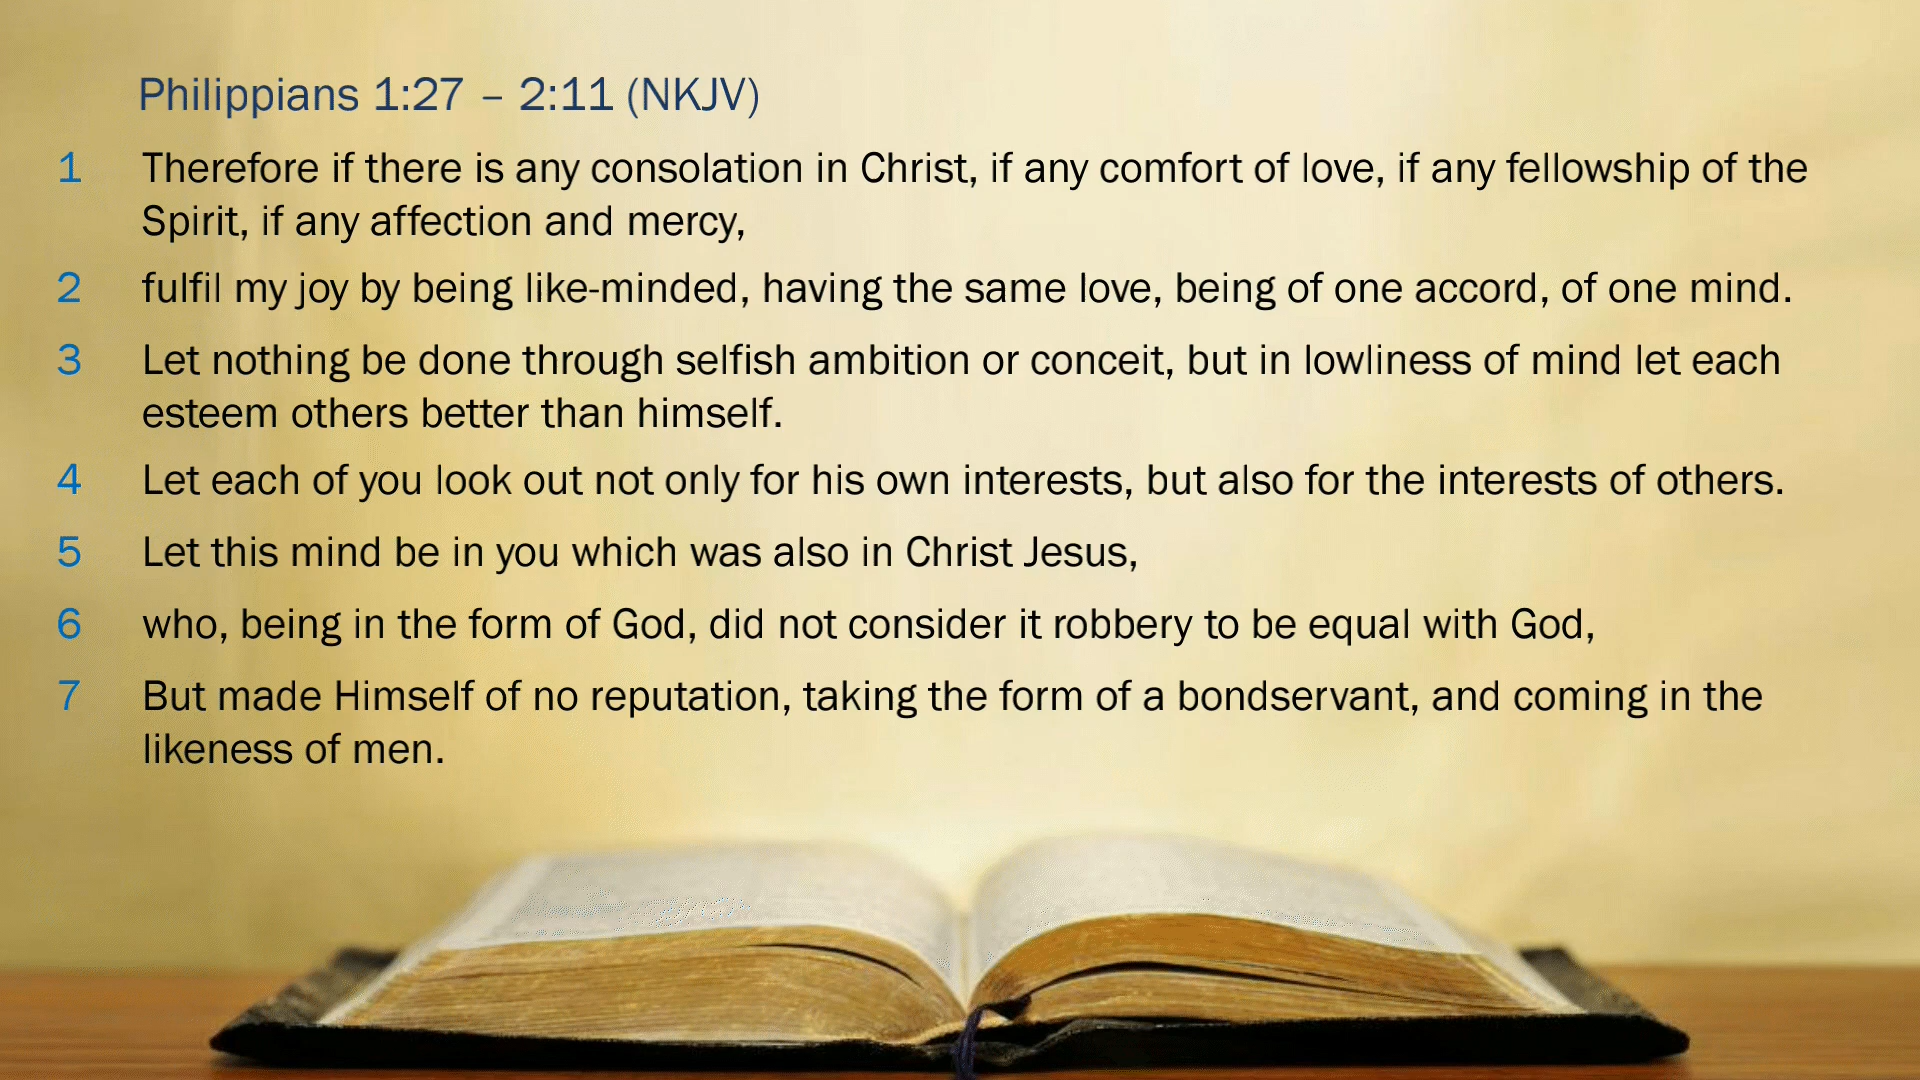 Philippians 1:27 – 2:11 (NKJV)
1 Therefore if there is any consolation in Christ, if any comfort of love, if any fellowship of the
Spirit, if any affection and mercy,
2 fulfil my joy by being like-minded, having the same love, being of one accord, of one mind.
3 Let nothing be done through selfish ambition or conceit, but in lowliness of mind let each
esteem others better than himself.
4 Let each of you look out not only for his own interests, but also for the interests of others.
5 Let this mind be in you which was also in Christ Jesus,
6 who, being in the form of God, did not consider it robbery to be equal with God,
7 But made Himself of no reputation, taking the form of a bondservant, and coming in the
likeness of men.